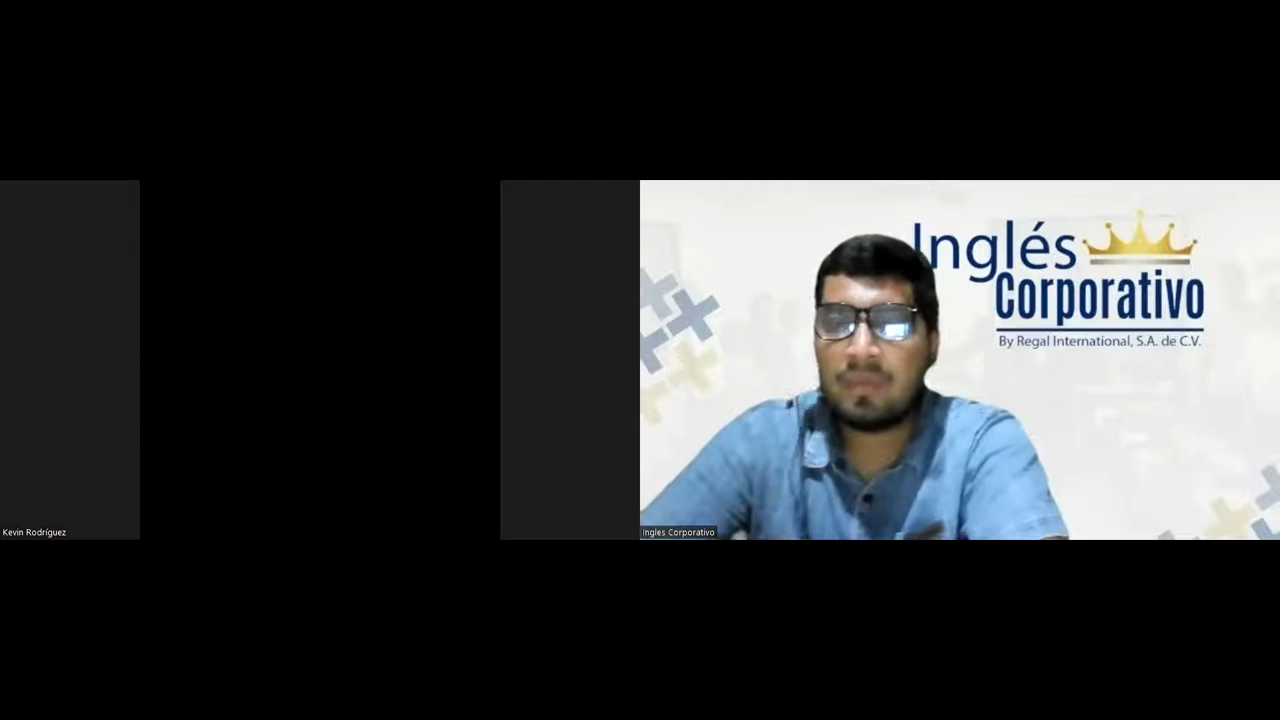 Inglés
Corporativo
By Regal International, S.A. de C.V.
Kevin Rodríguez
Ingles Corporativo